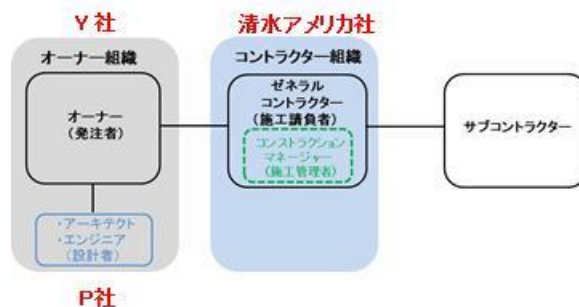 Y 社
オーナー組織
オーナー
(発注者)
・アーキテクト
・エンジニア
(設計者)
P社
清水アメリカ社
コントラクター組織
ゼネラル
コントラクター
(施工請負者)
コンストラクション
マネージャー
(施工管理者)
サブコントラクター